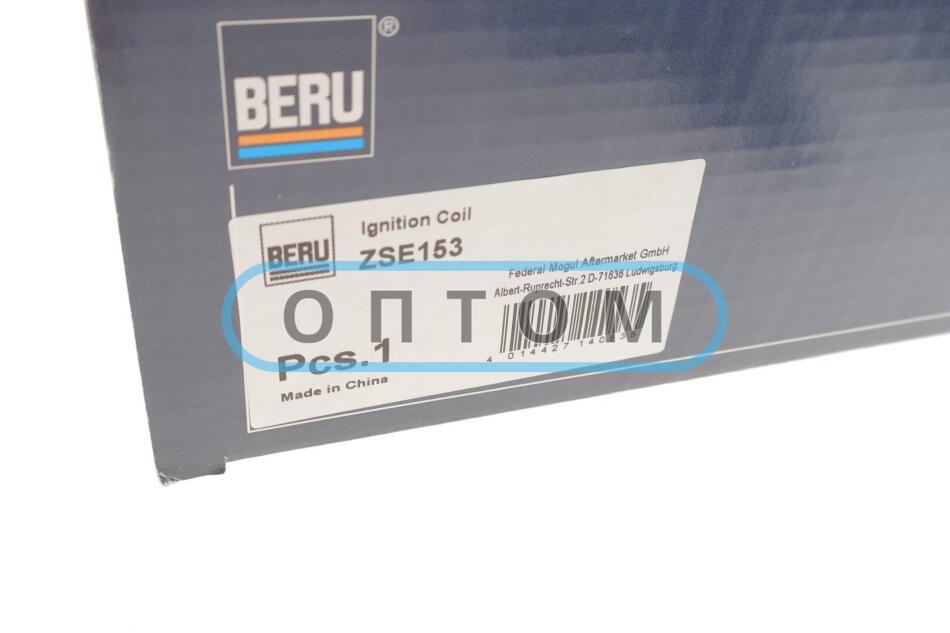 BERU®
BERU
Ignition Coil
ZSE153
Federal Mogul Aftermarket GmbH
Albert-Ruprecht-Str.2 D-71636 Ludwigsburg
ОПТОМ
Pcs.1
Made in China